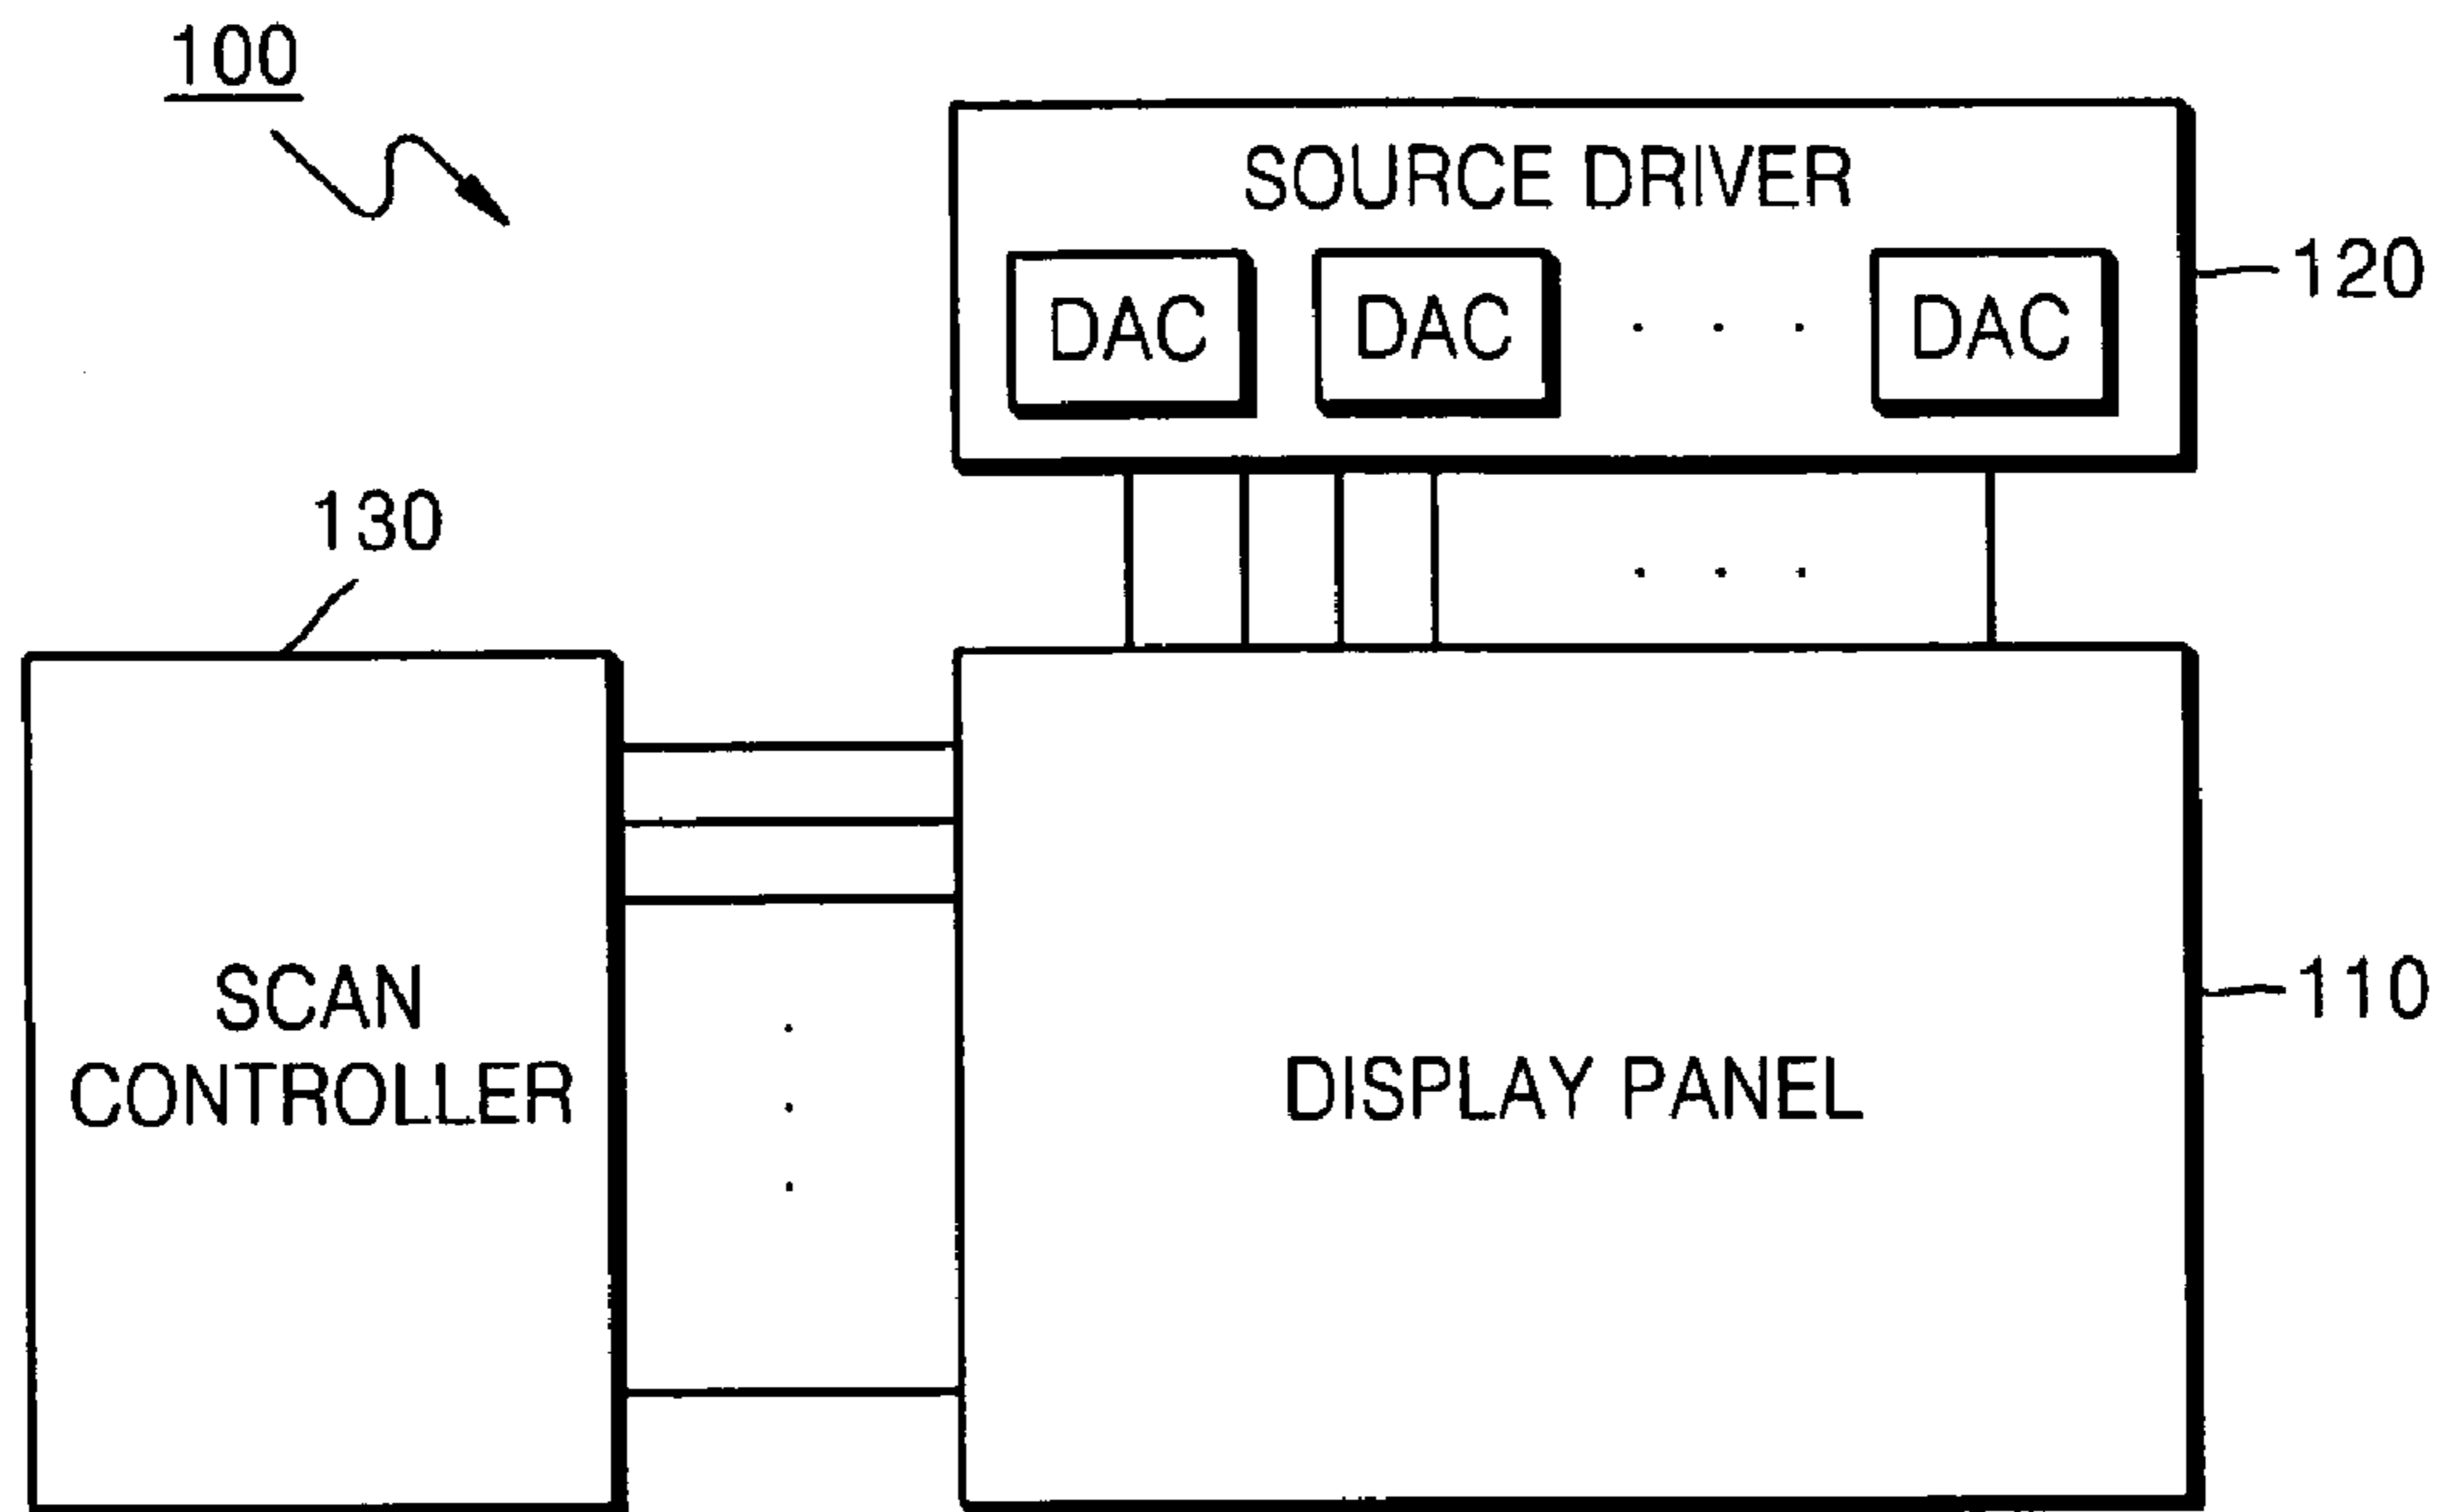 100
SOURCE DRIVER
DAC DAC . . . DAC
120
130
SCAN
CONTROLLER
DISPLAY PANEL
110